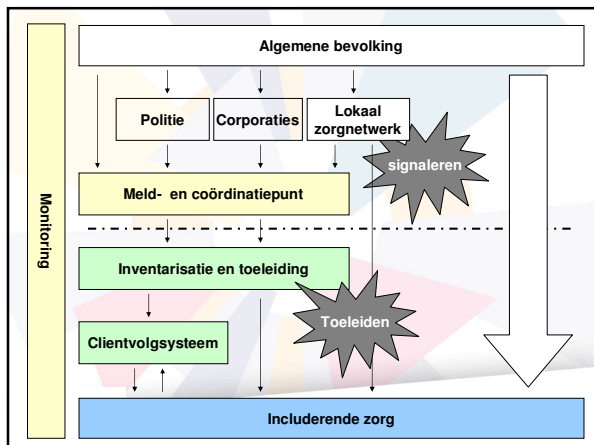 Algemene bevolking
Politie
Corporaties
Lokaal
zorgnetwerk
signaleren
Meld- en coördinatiepunt
Monitoring
Inventarisatie en toeleiding
Toeleiden
Clientvolgsysteem
Includerende zorg